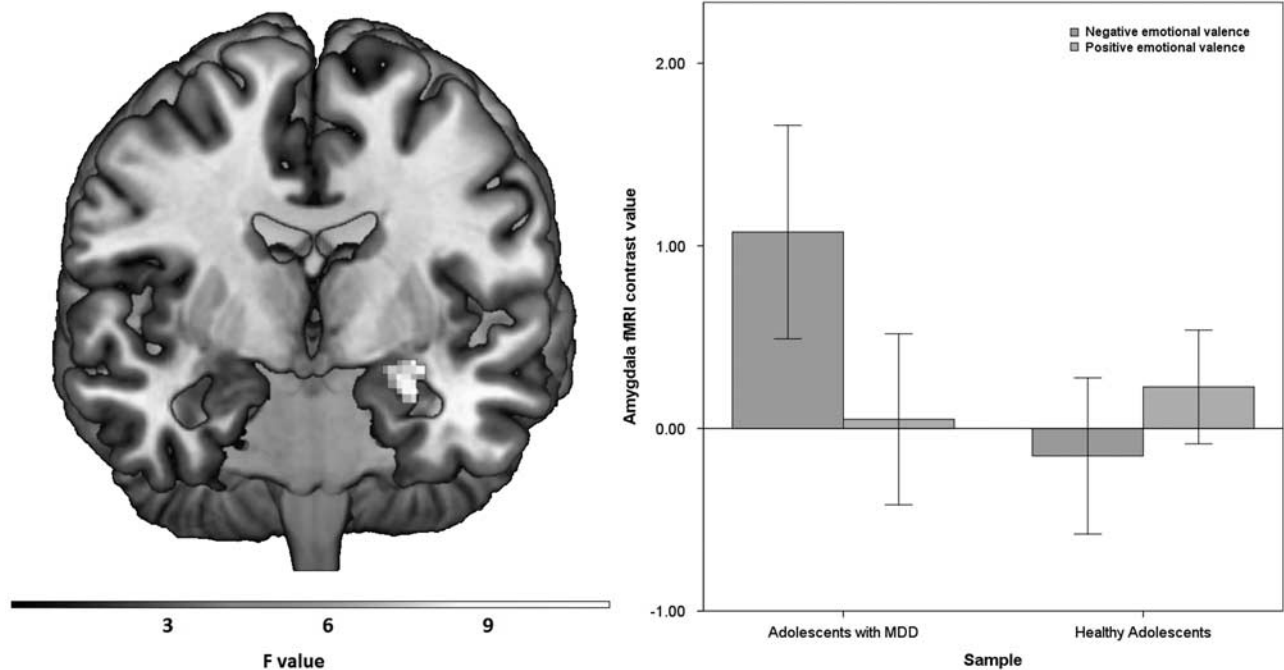 3 6 9
F value
Negative emotional valence
Positive emotional valence
2.00
1.00
0.00
-1.00
Amygdala fMRI contrast value
Adolescents with MDD Healthy Adolescents
Sample